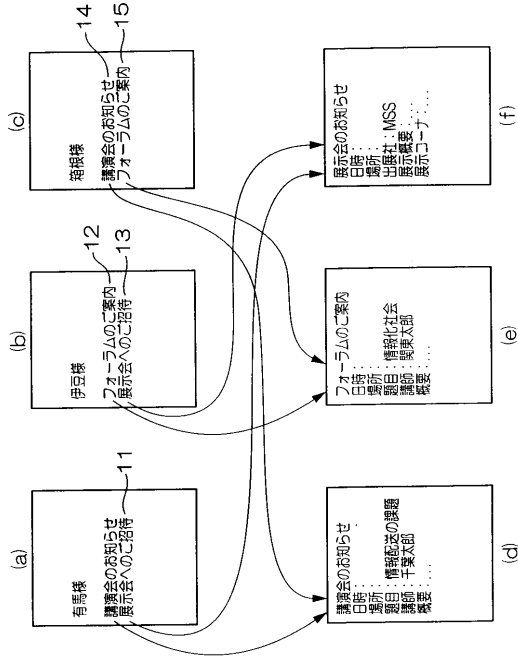 (a)
有馬様
講演会のお知らせ
展示会へのご招待
11
(b)
伊豆様
フォーラムのご案内
展示会へのご招待
12
13
(c)
箱根様
講演会のお知らせ
フォーラムのご案内
14
15
講演会のお知らせ
日時:
場所:
題目:情報配送の課題
講師:千葉太郎
概要:...
(d)
フォーラムのご案内
日時:
場所:
題目:情報化社会
講師:関東太郎
概要:...
(e)
展示会のお知らせ
日時:
場所:
出展社:MSS
展示概要:...
展示コーナ:...
(f)